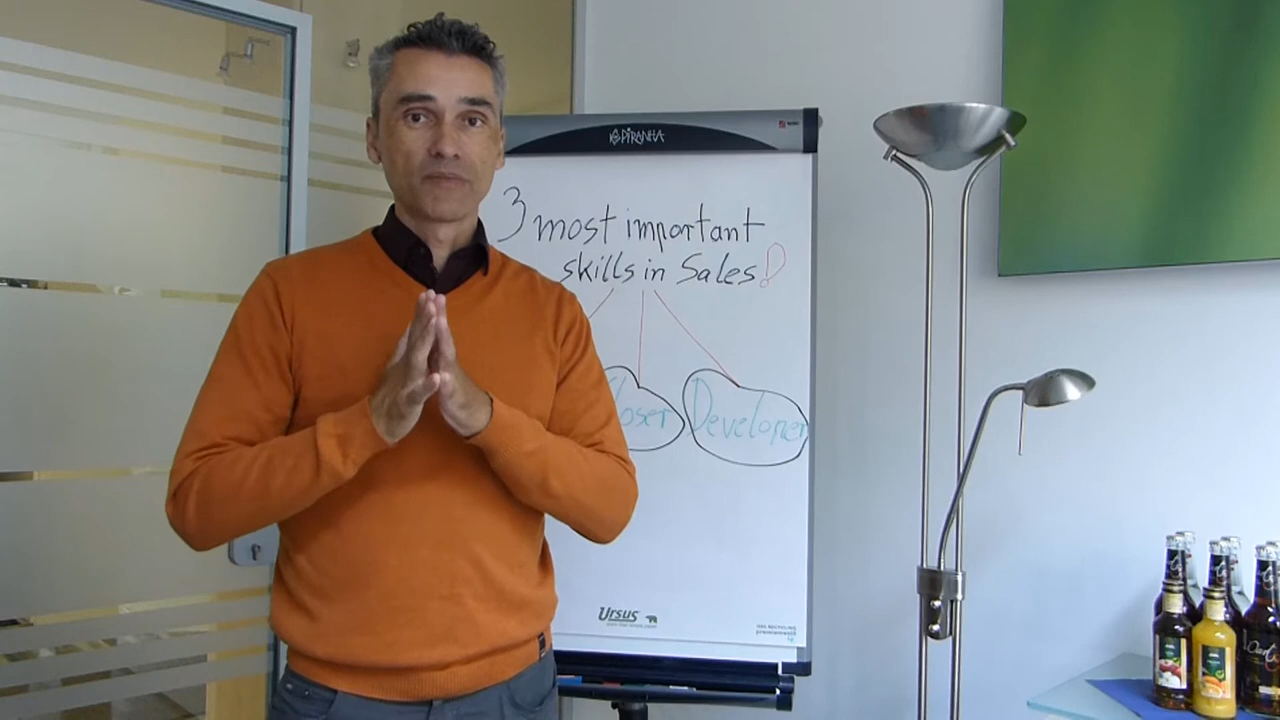 PiRANHA
3 most important
skills in Sales!
loser Developer
Ursus